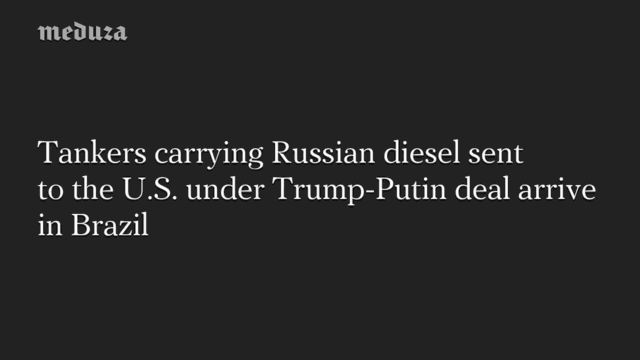 meduza
Tankers carrying Russian diesel sent
to the U.S. under Trump-Putin deal arrive
in Brazil